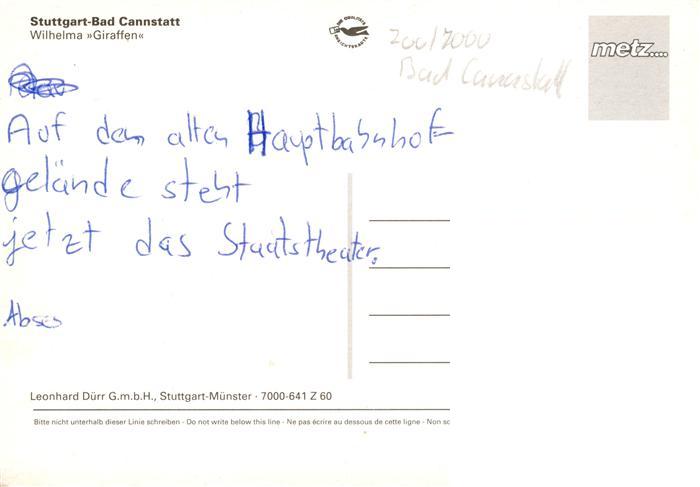 Stuttgart-Bad Cannstatt
Wilhelma »Giraffen«
200/7000
Bad Cannstatt
metz....
Auf dem alten Hauptbahnhof=
gelände steht
jetzt das Staatstheater.
Leonhard Dürr G.m.b.H., Stuttgart-Münster · 7000-641 Z 60
Bitte nicht unterhalb dieser Linie schreiben - Do not write below this line - Ne pas écrire au dessous de cette ligne - Non sc